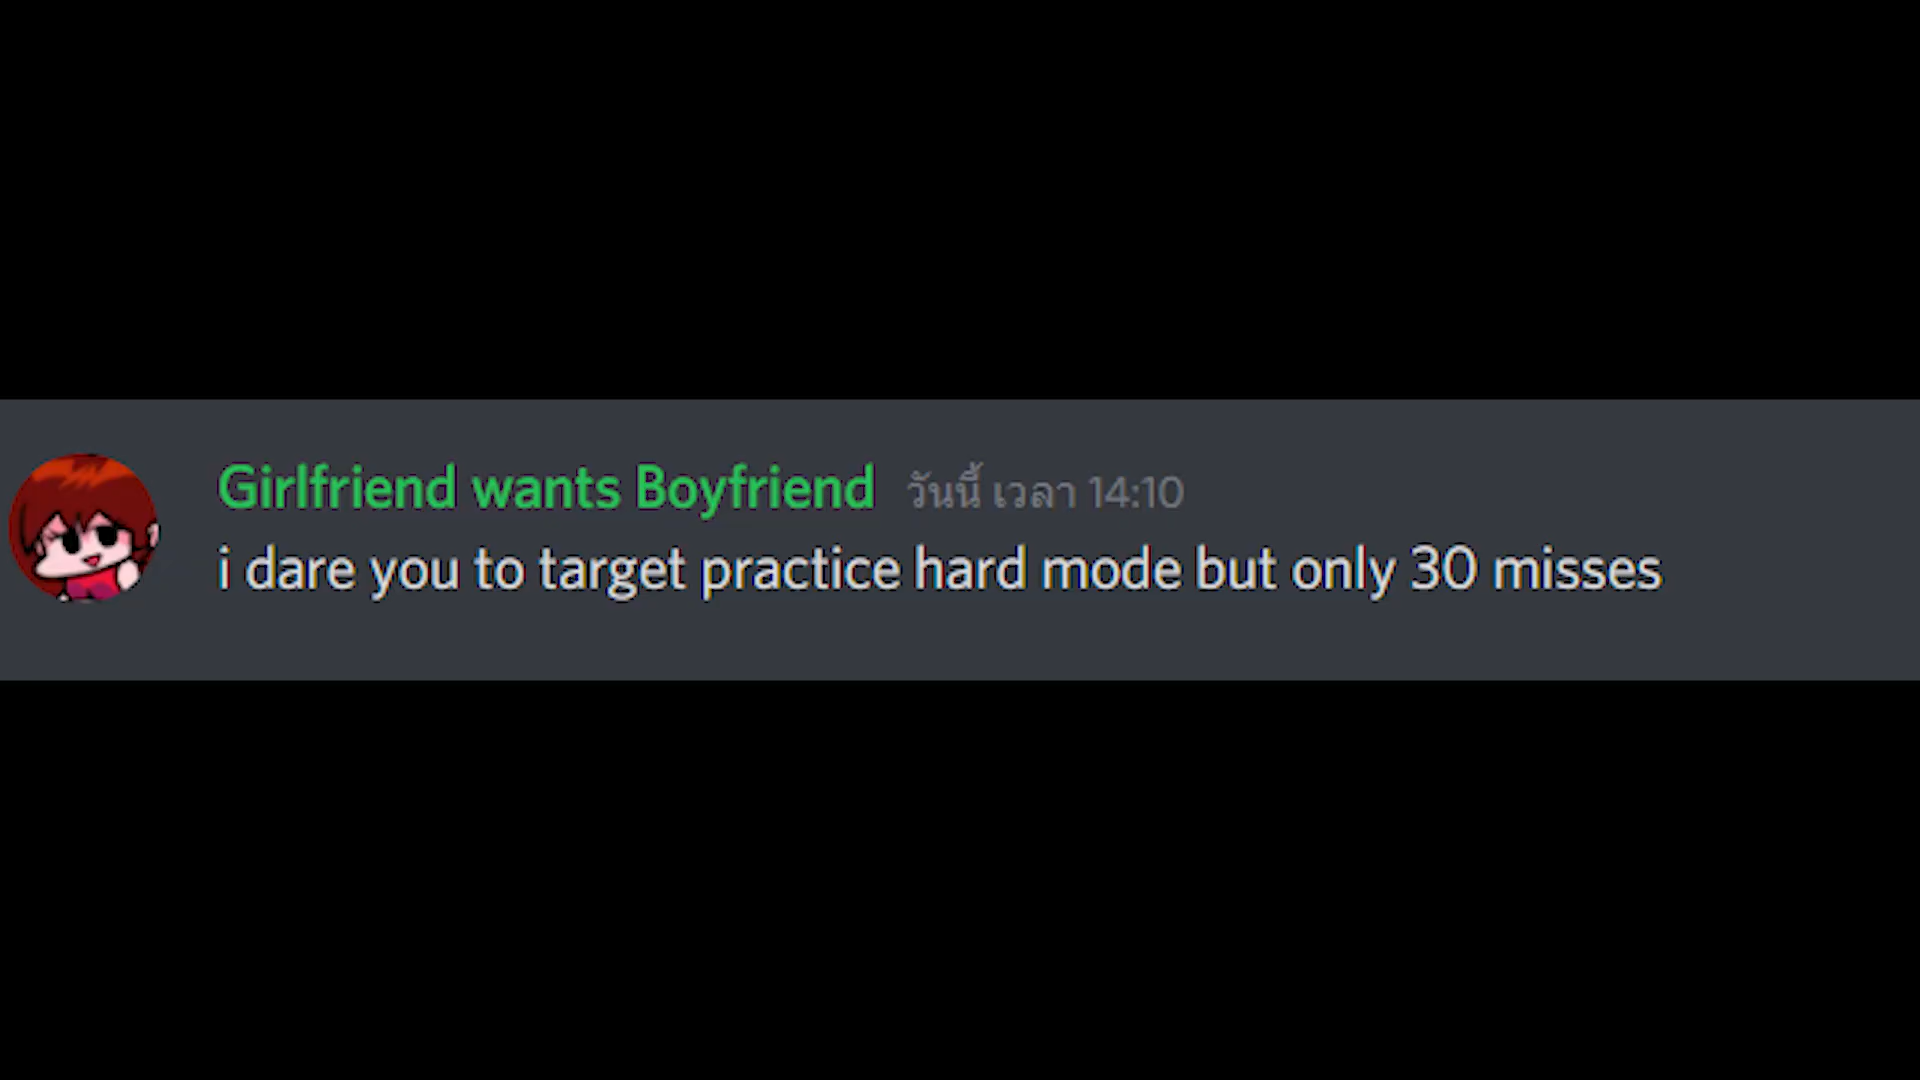 Girlfriend wants Boyfriend วันนี้ เวลา 14:10
i dare you to target practice hard mode but only 30 misses